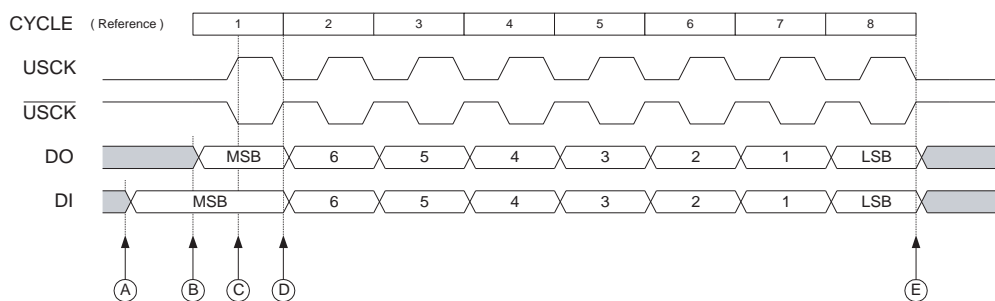 CYCLE ( Reference ) 1 2 3 4 5 6 7 8
USCK
USCK
DO MSB 6 5 4 3 2 1 LSB
DI MSB 6 5 4 3 2 1 LSB
A B C D E